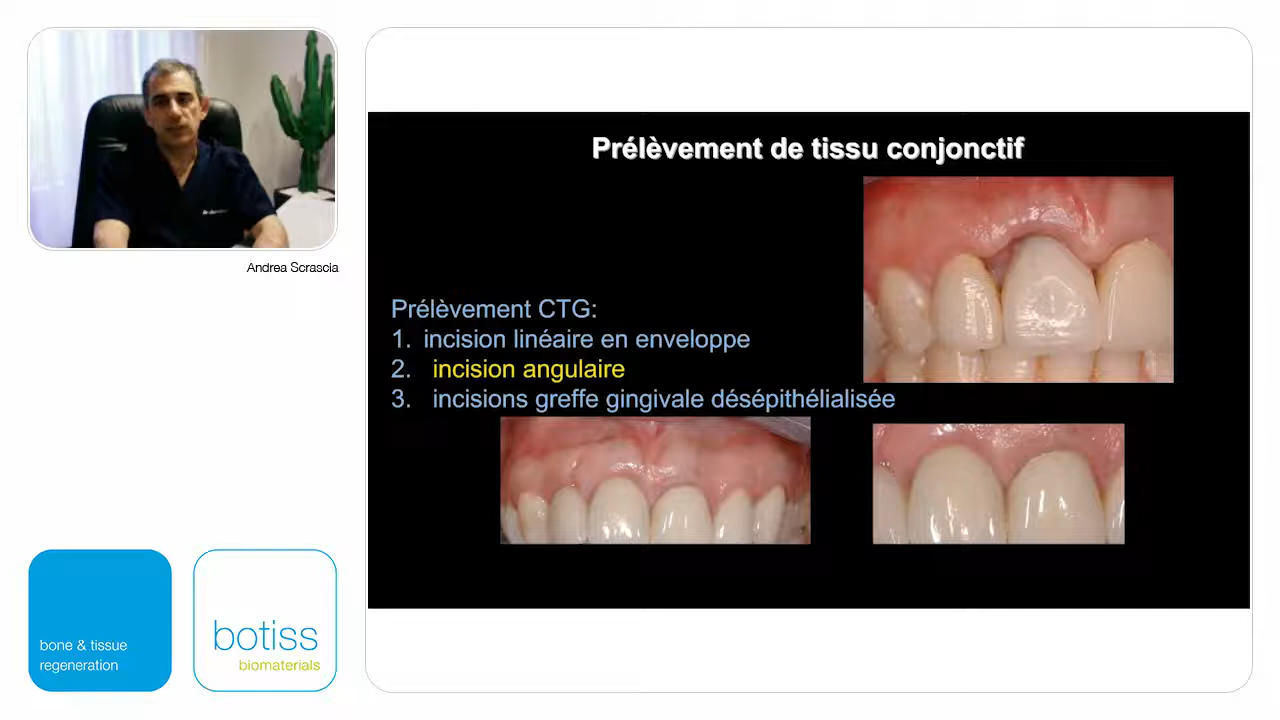 Andrea Scrascia
Prélèvement de tissu conjonctif
Prélèvement CTG:
1. incision linéaire en enveloppe
2. incision angulaire
3. incisions greffe gingivale désépithélialisée
bone & tissue
regeneration
botiss
biomaterials